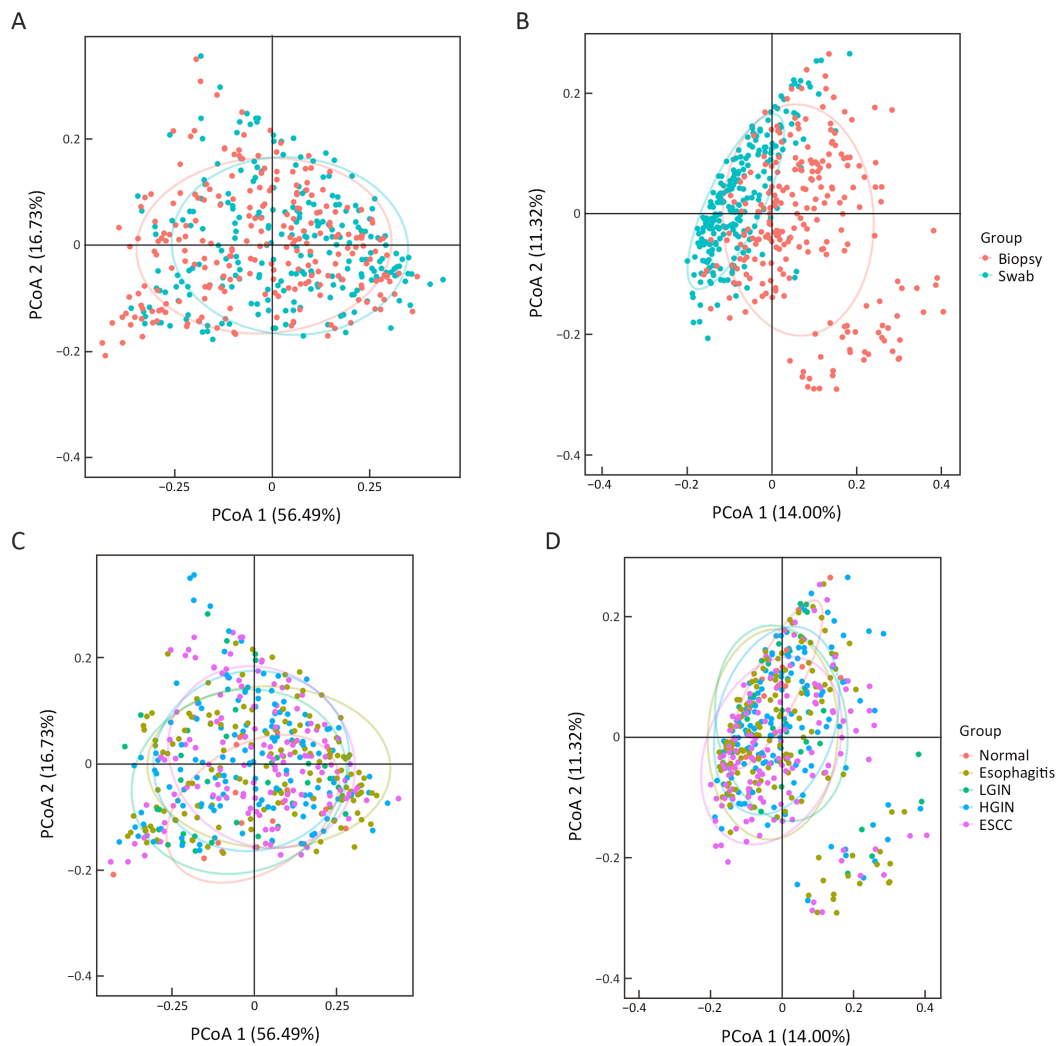 A
B
0.2
0
−0.2
−0.4
−0.25
0
0.25
PCoA 2 (16.73%)
PCoA 1 (56.49%)
0.2
0
−0.2
−0.4
−0.4
−0.2
0
0.2
0.4
PCoA 2 (11.32%)
PCoA 1 (14.00%)
Group
Biopsy
Swab
C
D
0.2
0
−0.2
−0.4
−0.25
0
0.25
PCoA 2 (16.73%)
PCoA 1 (56.49%)
0.2
0
−0.2
−0.4
−0.4
−0.2
0
0.2
0.4
PCoA 2 (11.32%)
PCoA 1 (14.00%)
Group
Normal
Esophagitis
LGIN
HGIN
ESCC